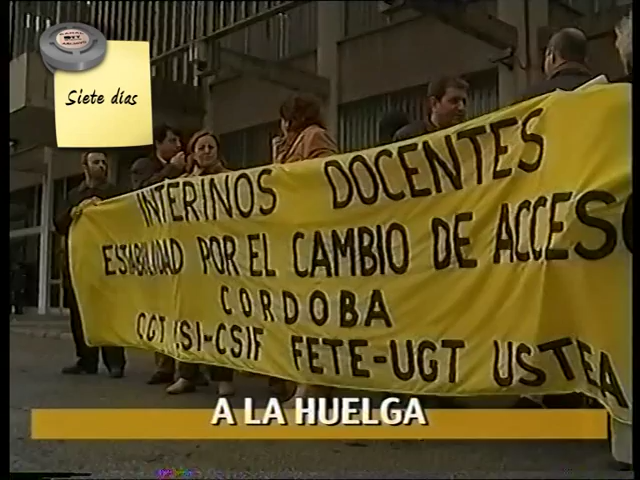 Siete días
INTERINOS DOCENTES
ESTABILIDAD POR EL CAMBIO DE ACCESO
CORDOBA
CGT CSI-CSIF FETE-UGT USTEA
A LA HUELGA